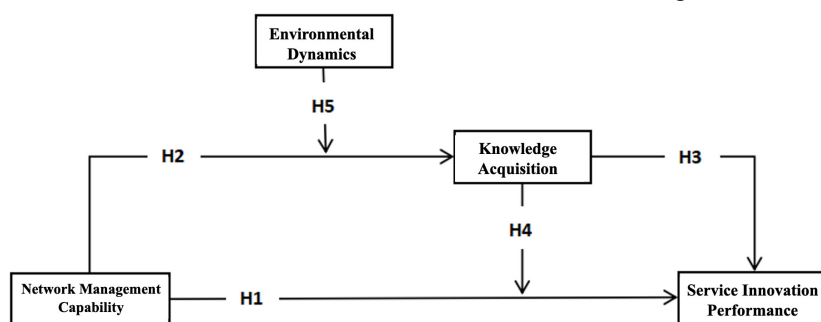 Environmental
Dynamics
H5
H2
Knowledge
Acquisition
H3
H4
Network Management
Capability
H1
Service Innovation
Performance